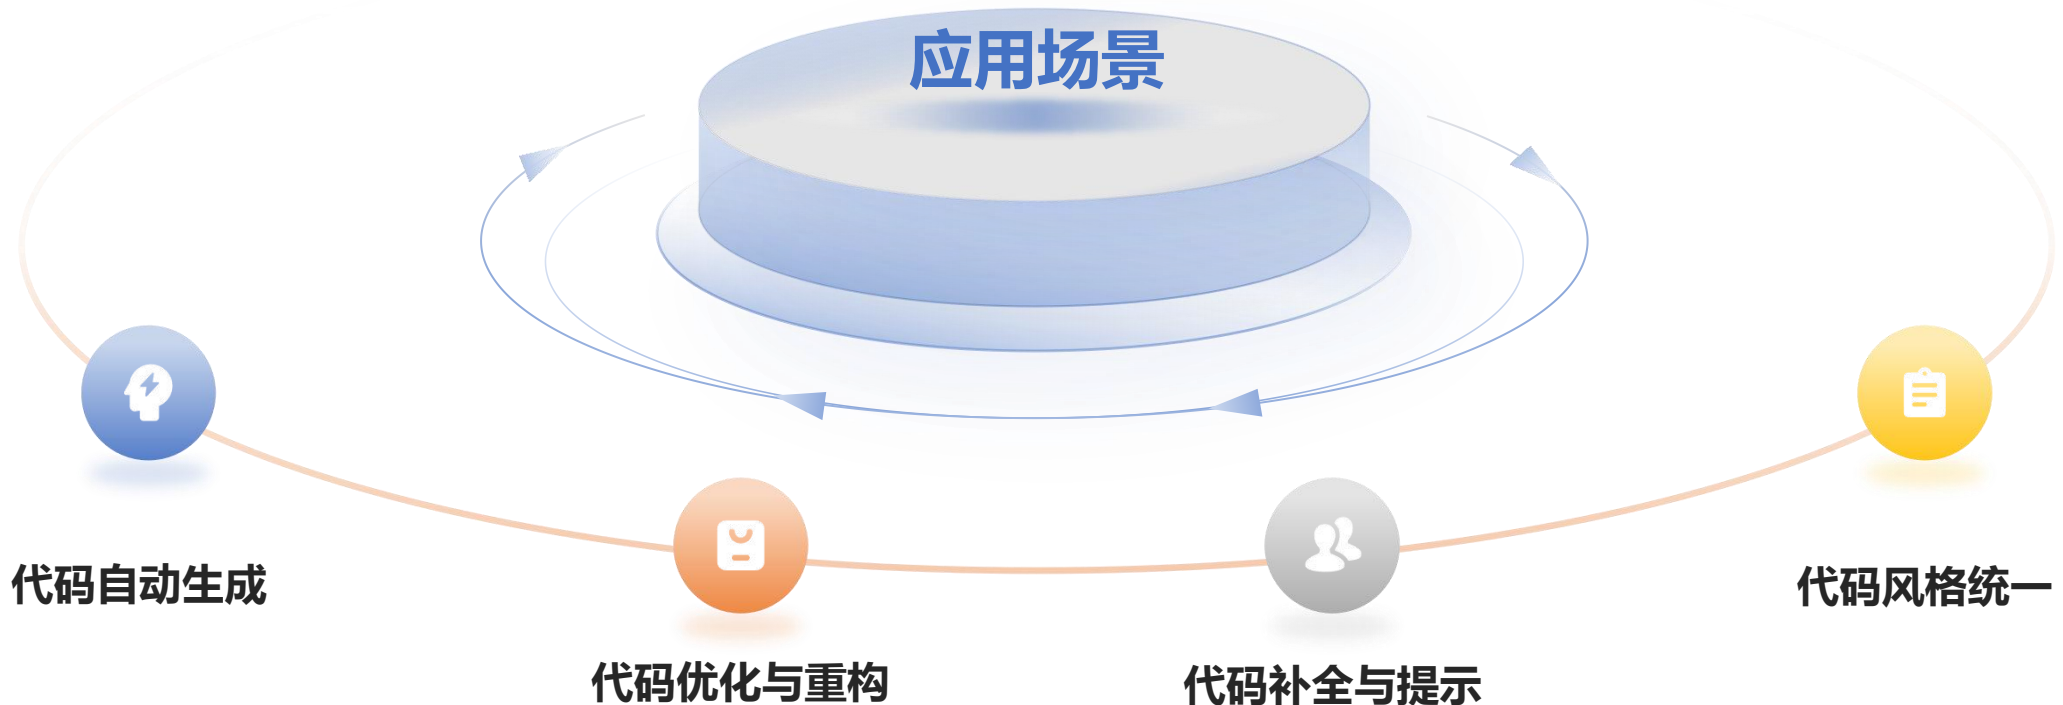 应用场景
代码自动生成
代码优化与重构
代码补全与提示
代码风格统一